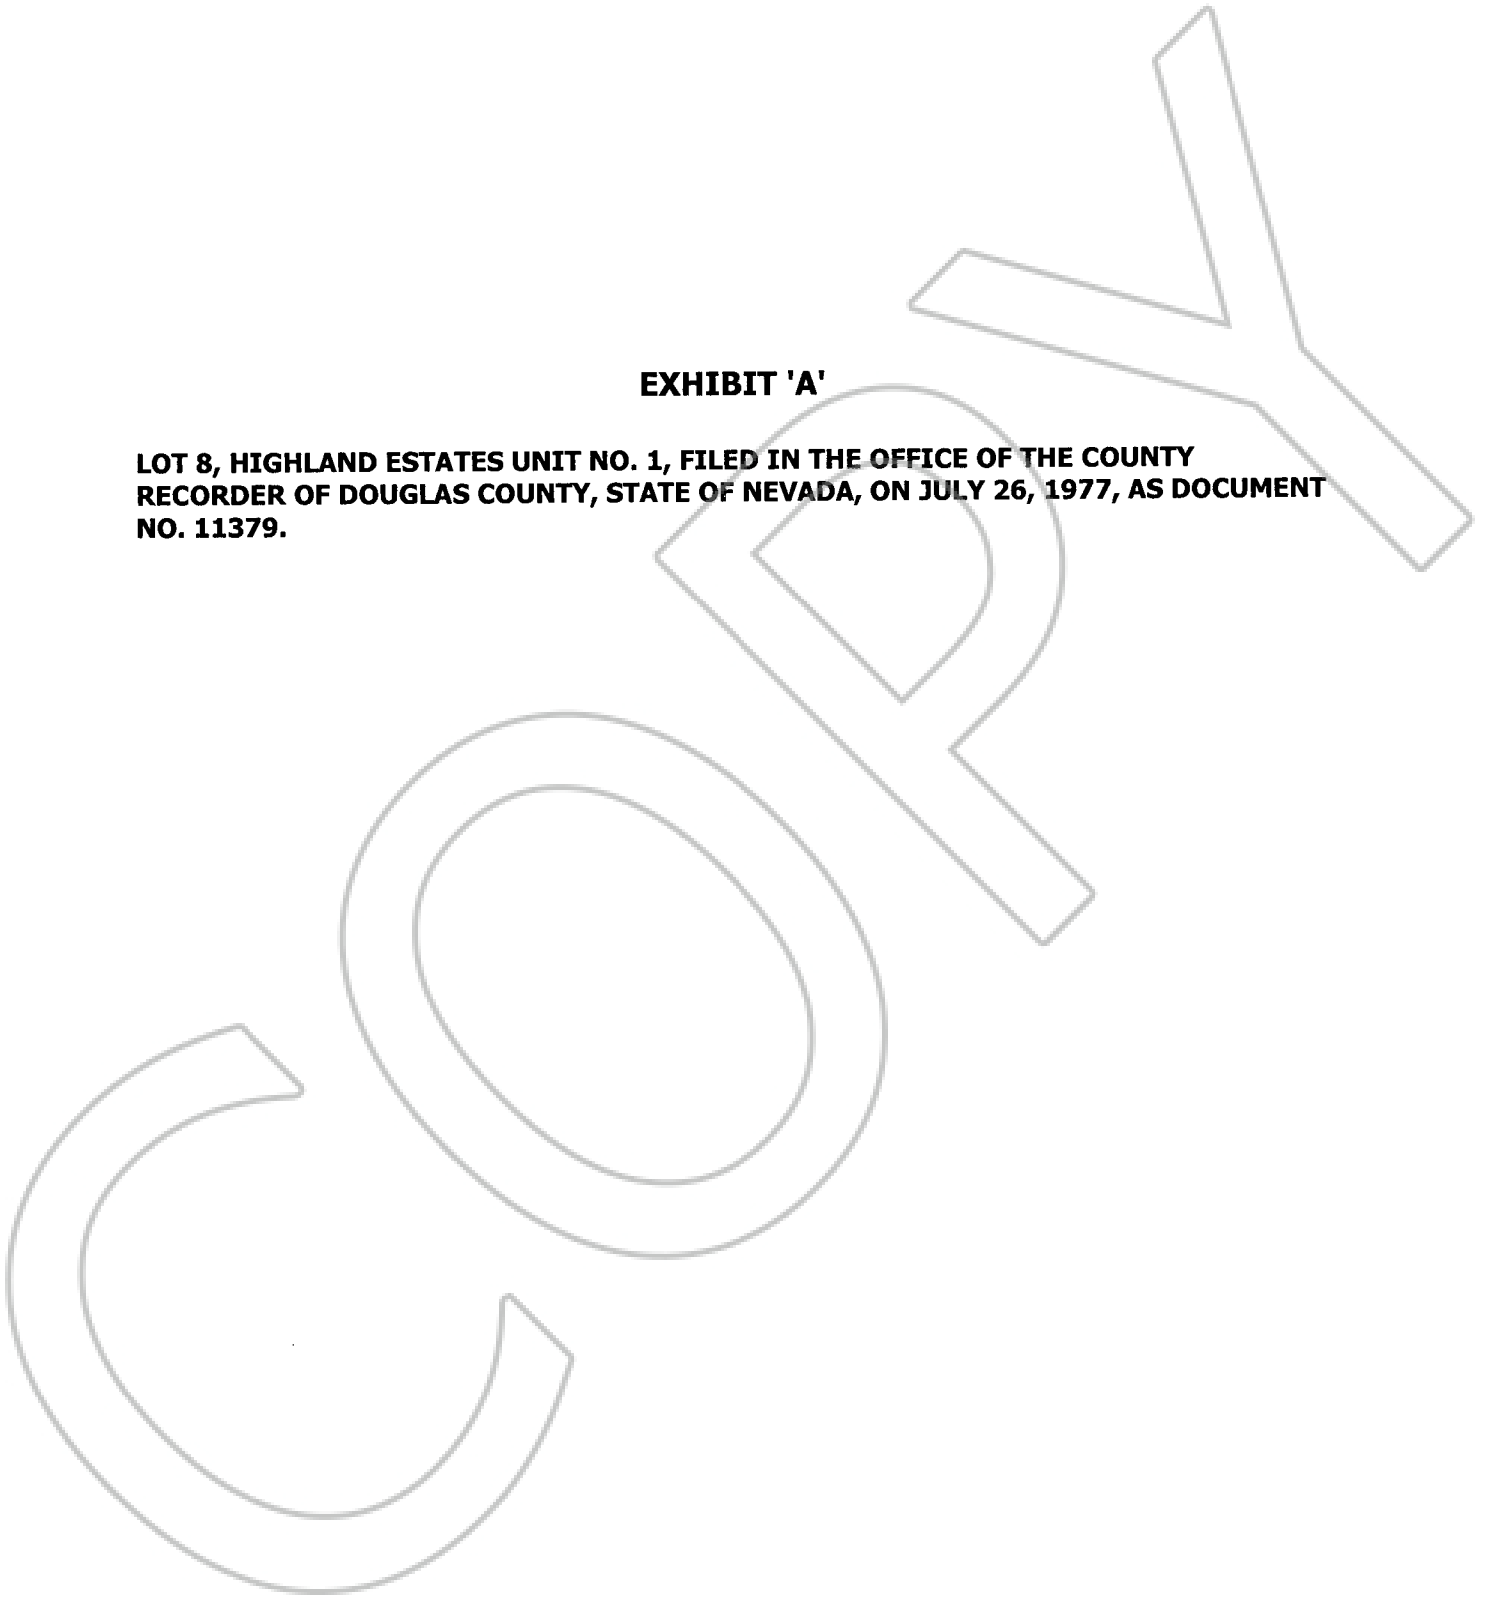 EXHIBIT 'A'
LOT 8, HIGHLAND ESTATES UNIT NO. 1, FILED IN THE OFFICE OF THE COUNTY
RECORDER OF DOUGLAS COUNTY, STATE OF NEVADA, ON JULY 26, 1977, AS DOCUMENT
NO. 11379.
COPY